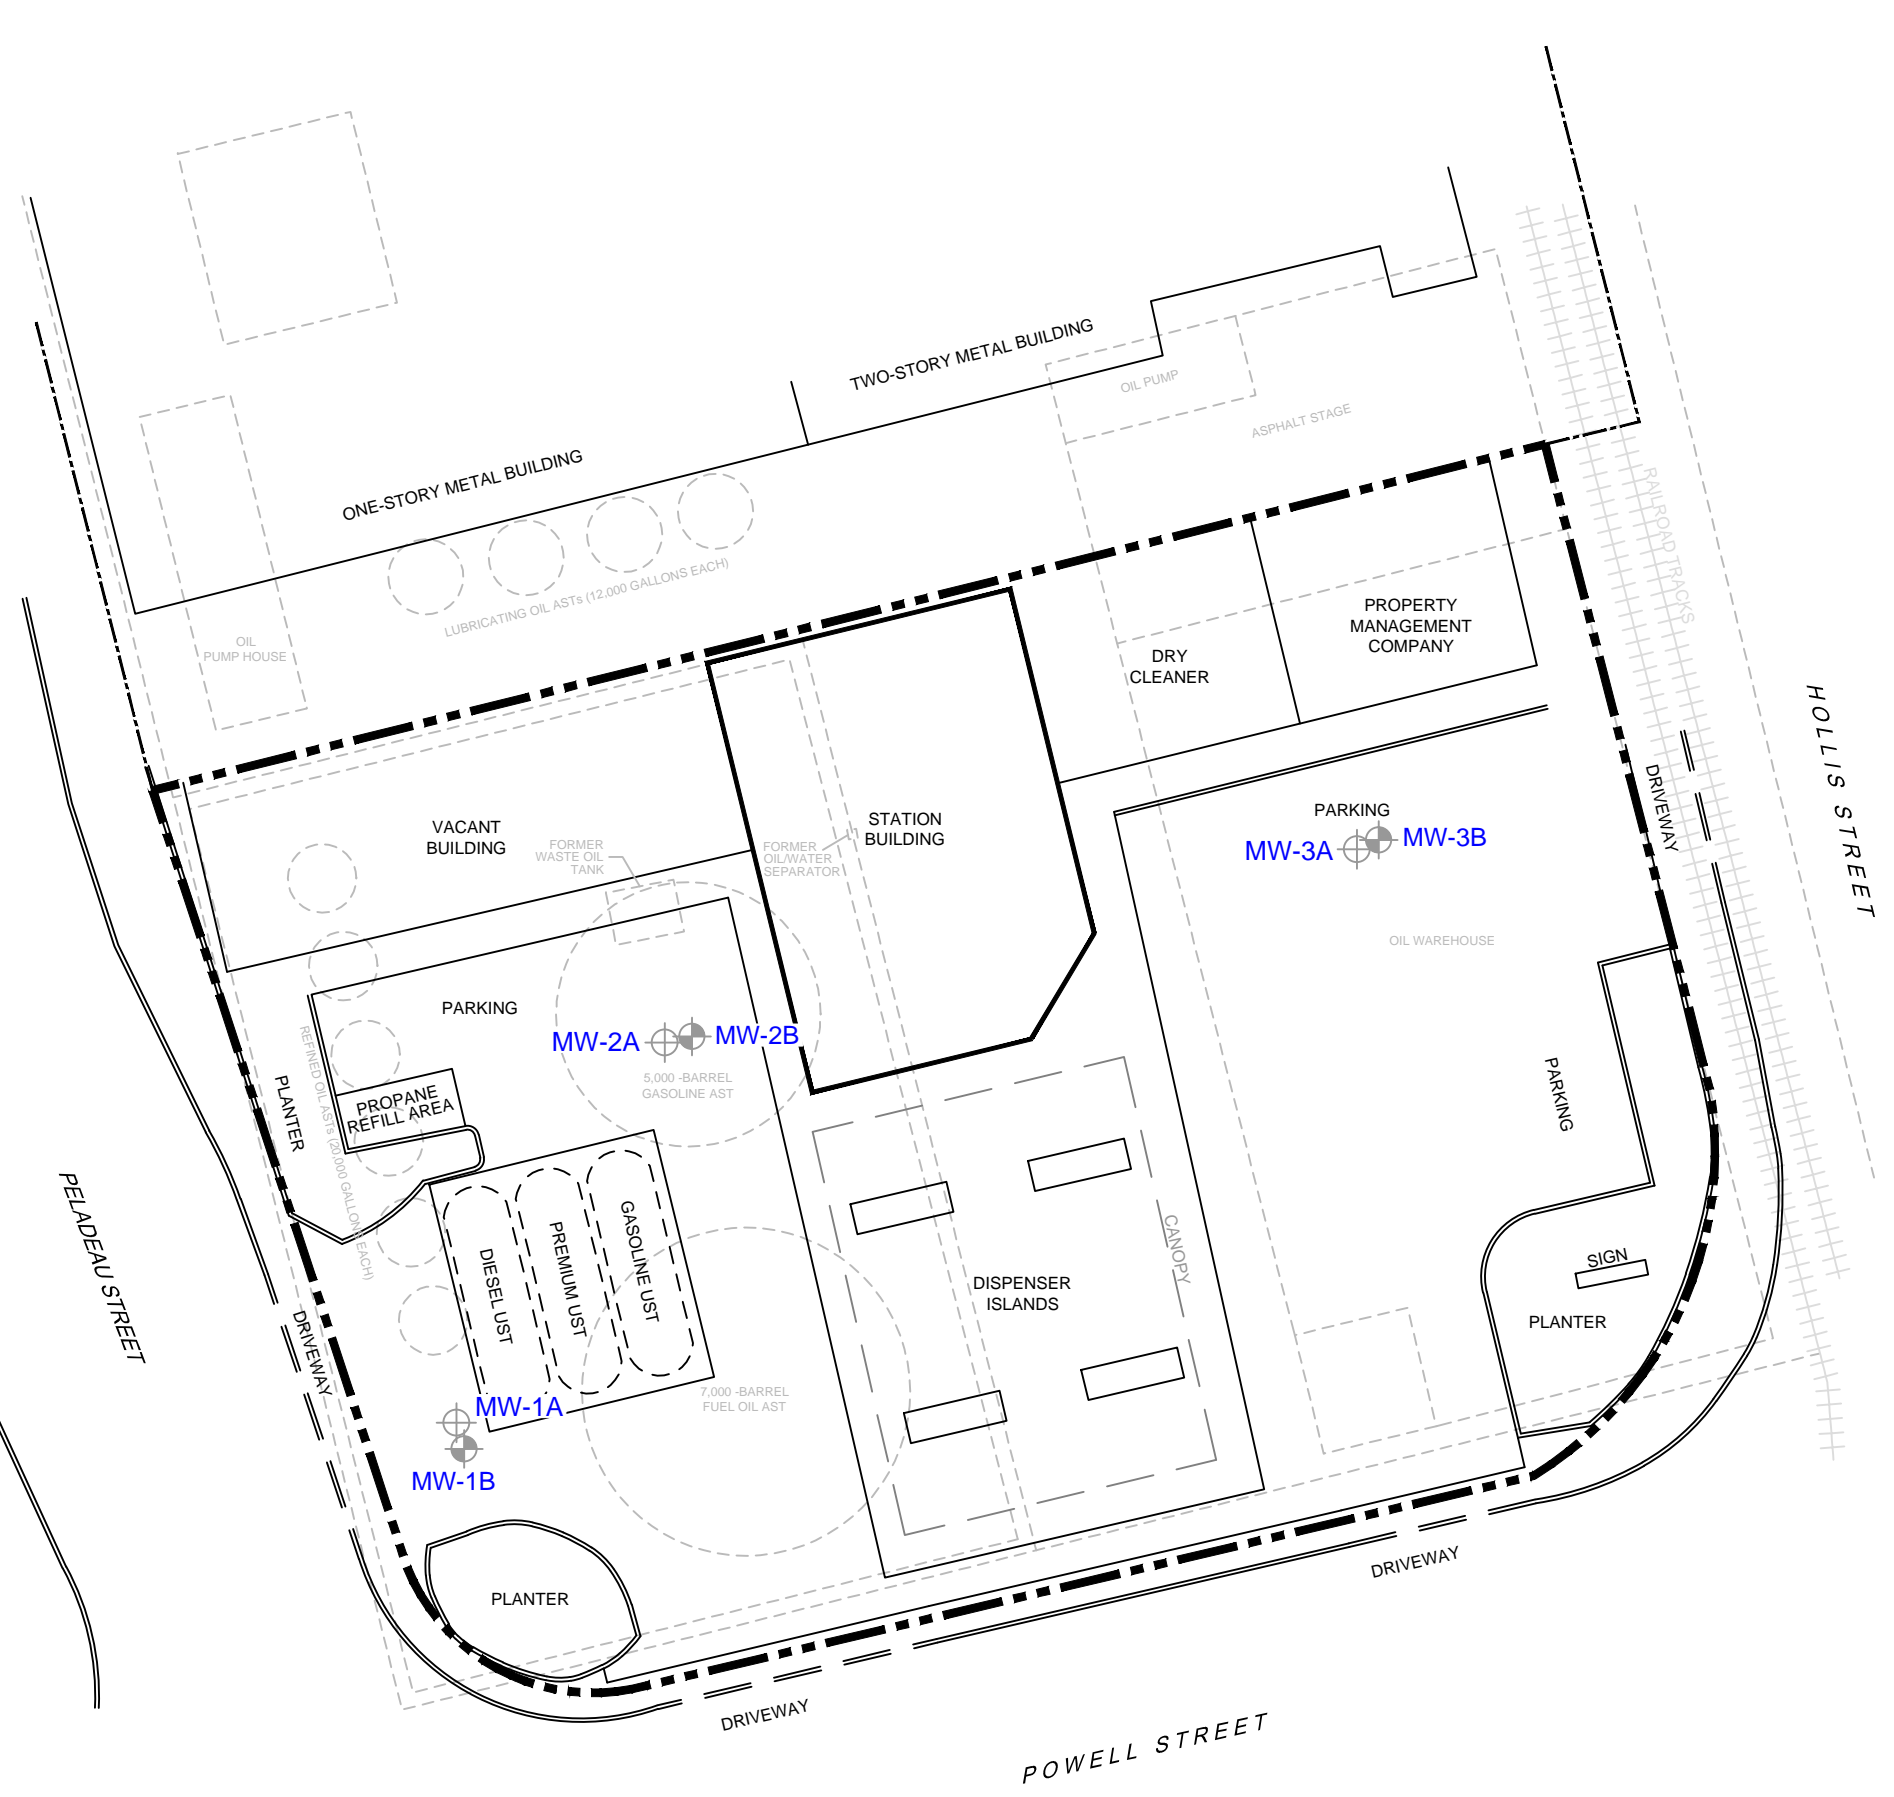 TWO-STORY METAL BUILDING
OIL PUMP
ASPHALT STAGE
ONE-STORY METAL BUILDING
LUBRICATING OIL ASTs (12,000 GALLONS EACH)
RAILROAD TRACKS
OIL
PUMP HOUSE
PROPERTY
MANAGEMENT
COMPANY
DRY
CLEANER
HOLLIS STREET
DRIVEWAY
VACANT
BUILDING
FORMER
WASTE OIL
TANK
FORMER
OIL/WATER
SEPARATOR
STATION
BUILDING
PARKING
MW-3A
MW-3B
OIL WAREHOUSE
PARKING
MW-2A
MW-2B
5,000 -BARREL
GASOLINE AST
PLANTER
REFINED OIL ASTs (20,000 GALLONS EACH)
PROPANE
REFILL AREA
PARKING
PELADEAU STREET
DRIVEWAY
DIESEL UST
PREMIUM UST
GASOLINE UST
CANOPY
DISPENSER
ISLANDS
SIGN
PLANTER
7,000 -BARREL
FUEL OIL AST
MW-1A
MW-1B
PLANTER
DRIVEWAY
DRIVEWAY
POWELL STREET